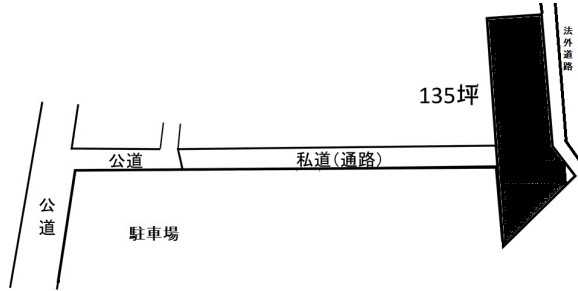 法外道路
135坪
公道
私道(通路)
公道
駐車場